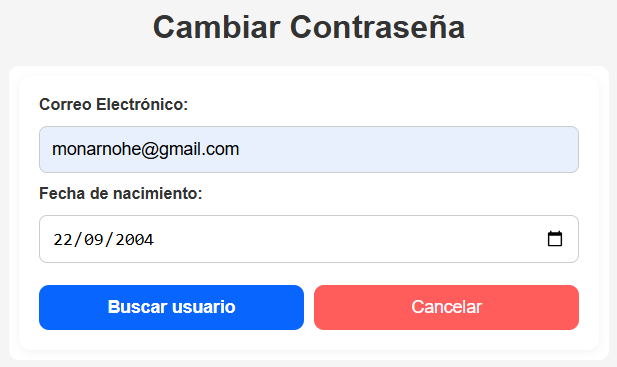 Cambiar Contraseña
Correo Electrónico:
monarnohe@gmail.com
Fecha de nacimiento:
22/09/2004
Buscar usuario
Cancelar